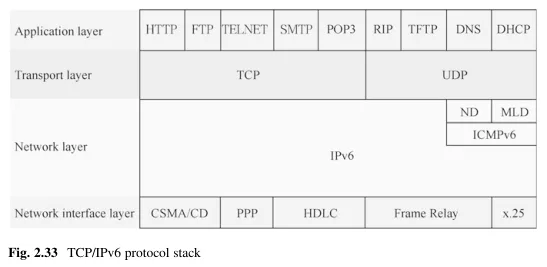 Application layer HTTP FTP TELNET SMTP POP3 RIP TFTP DNS DHCP
Transport layer TCP UDP
ND MLD
ICMPv6
Network layer
IPv6
Network interface layer CSMA/CD PPP HDLC Frame Relay x.25
Fig. 2.33 TCP/IPv6 protocol stack